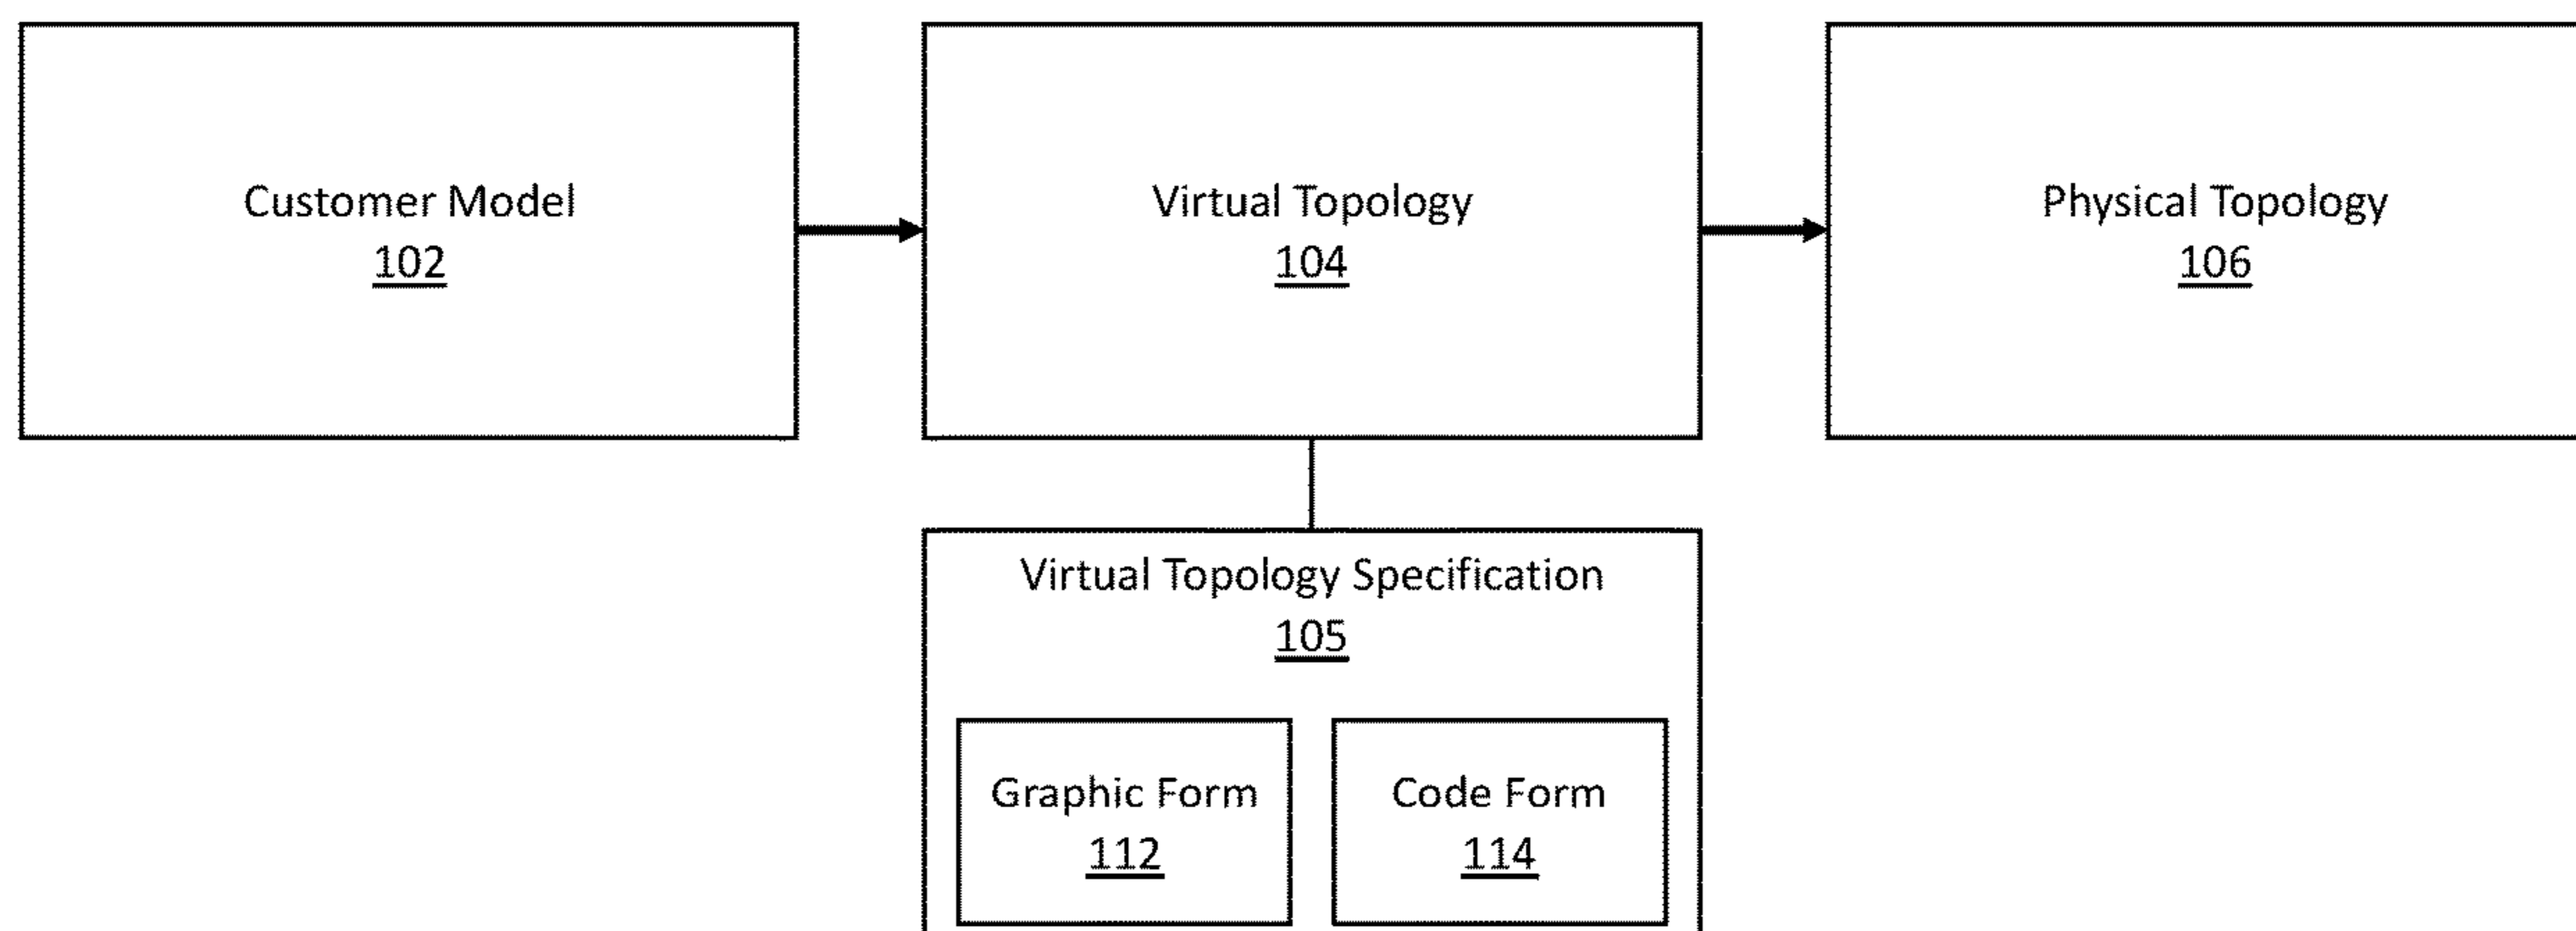 Customer Model
102
Virtual Topology
104
Physical Topology
106
Virtual Topology Specification
105
Graphic Form
112
Code Form
114